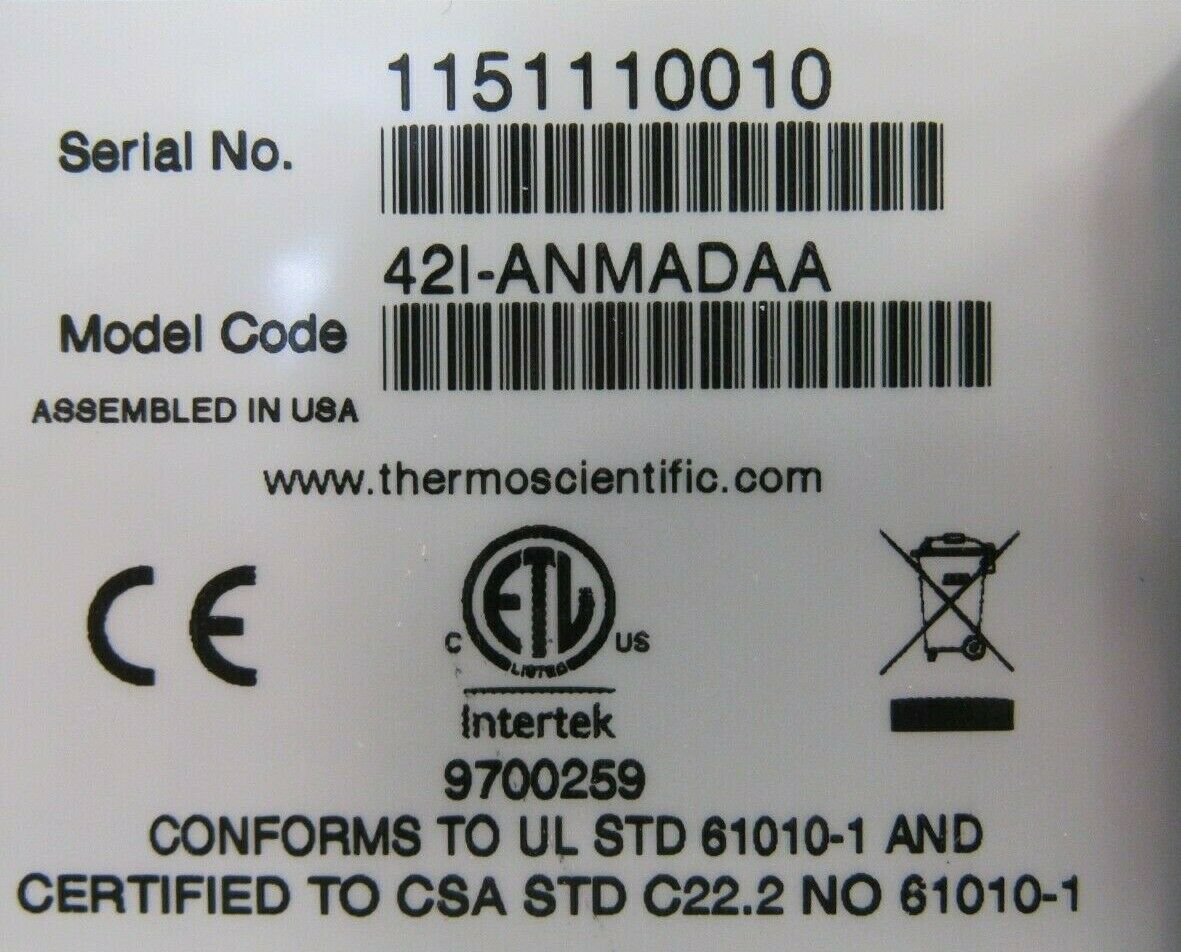 1151110010
Serial No.
42I-ANMADAA
Model Code
ASSEMBLED IN USA
www.thermoscientific.com
CE
ETL
C US
LISTED
Intertek
9700259
CONFORMS TO UL STD 61010-1 AND
CERTIFIED TO CSA STD C22.2 NO 61010-1